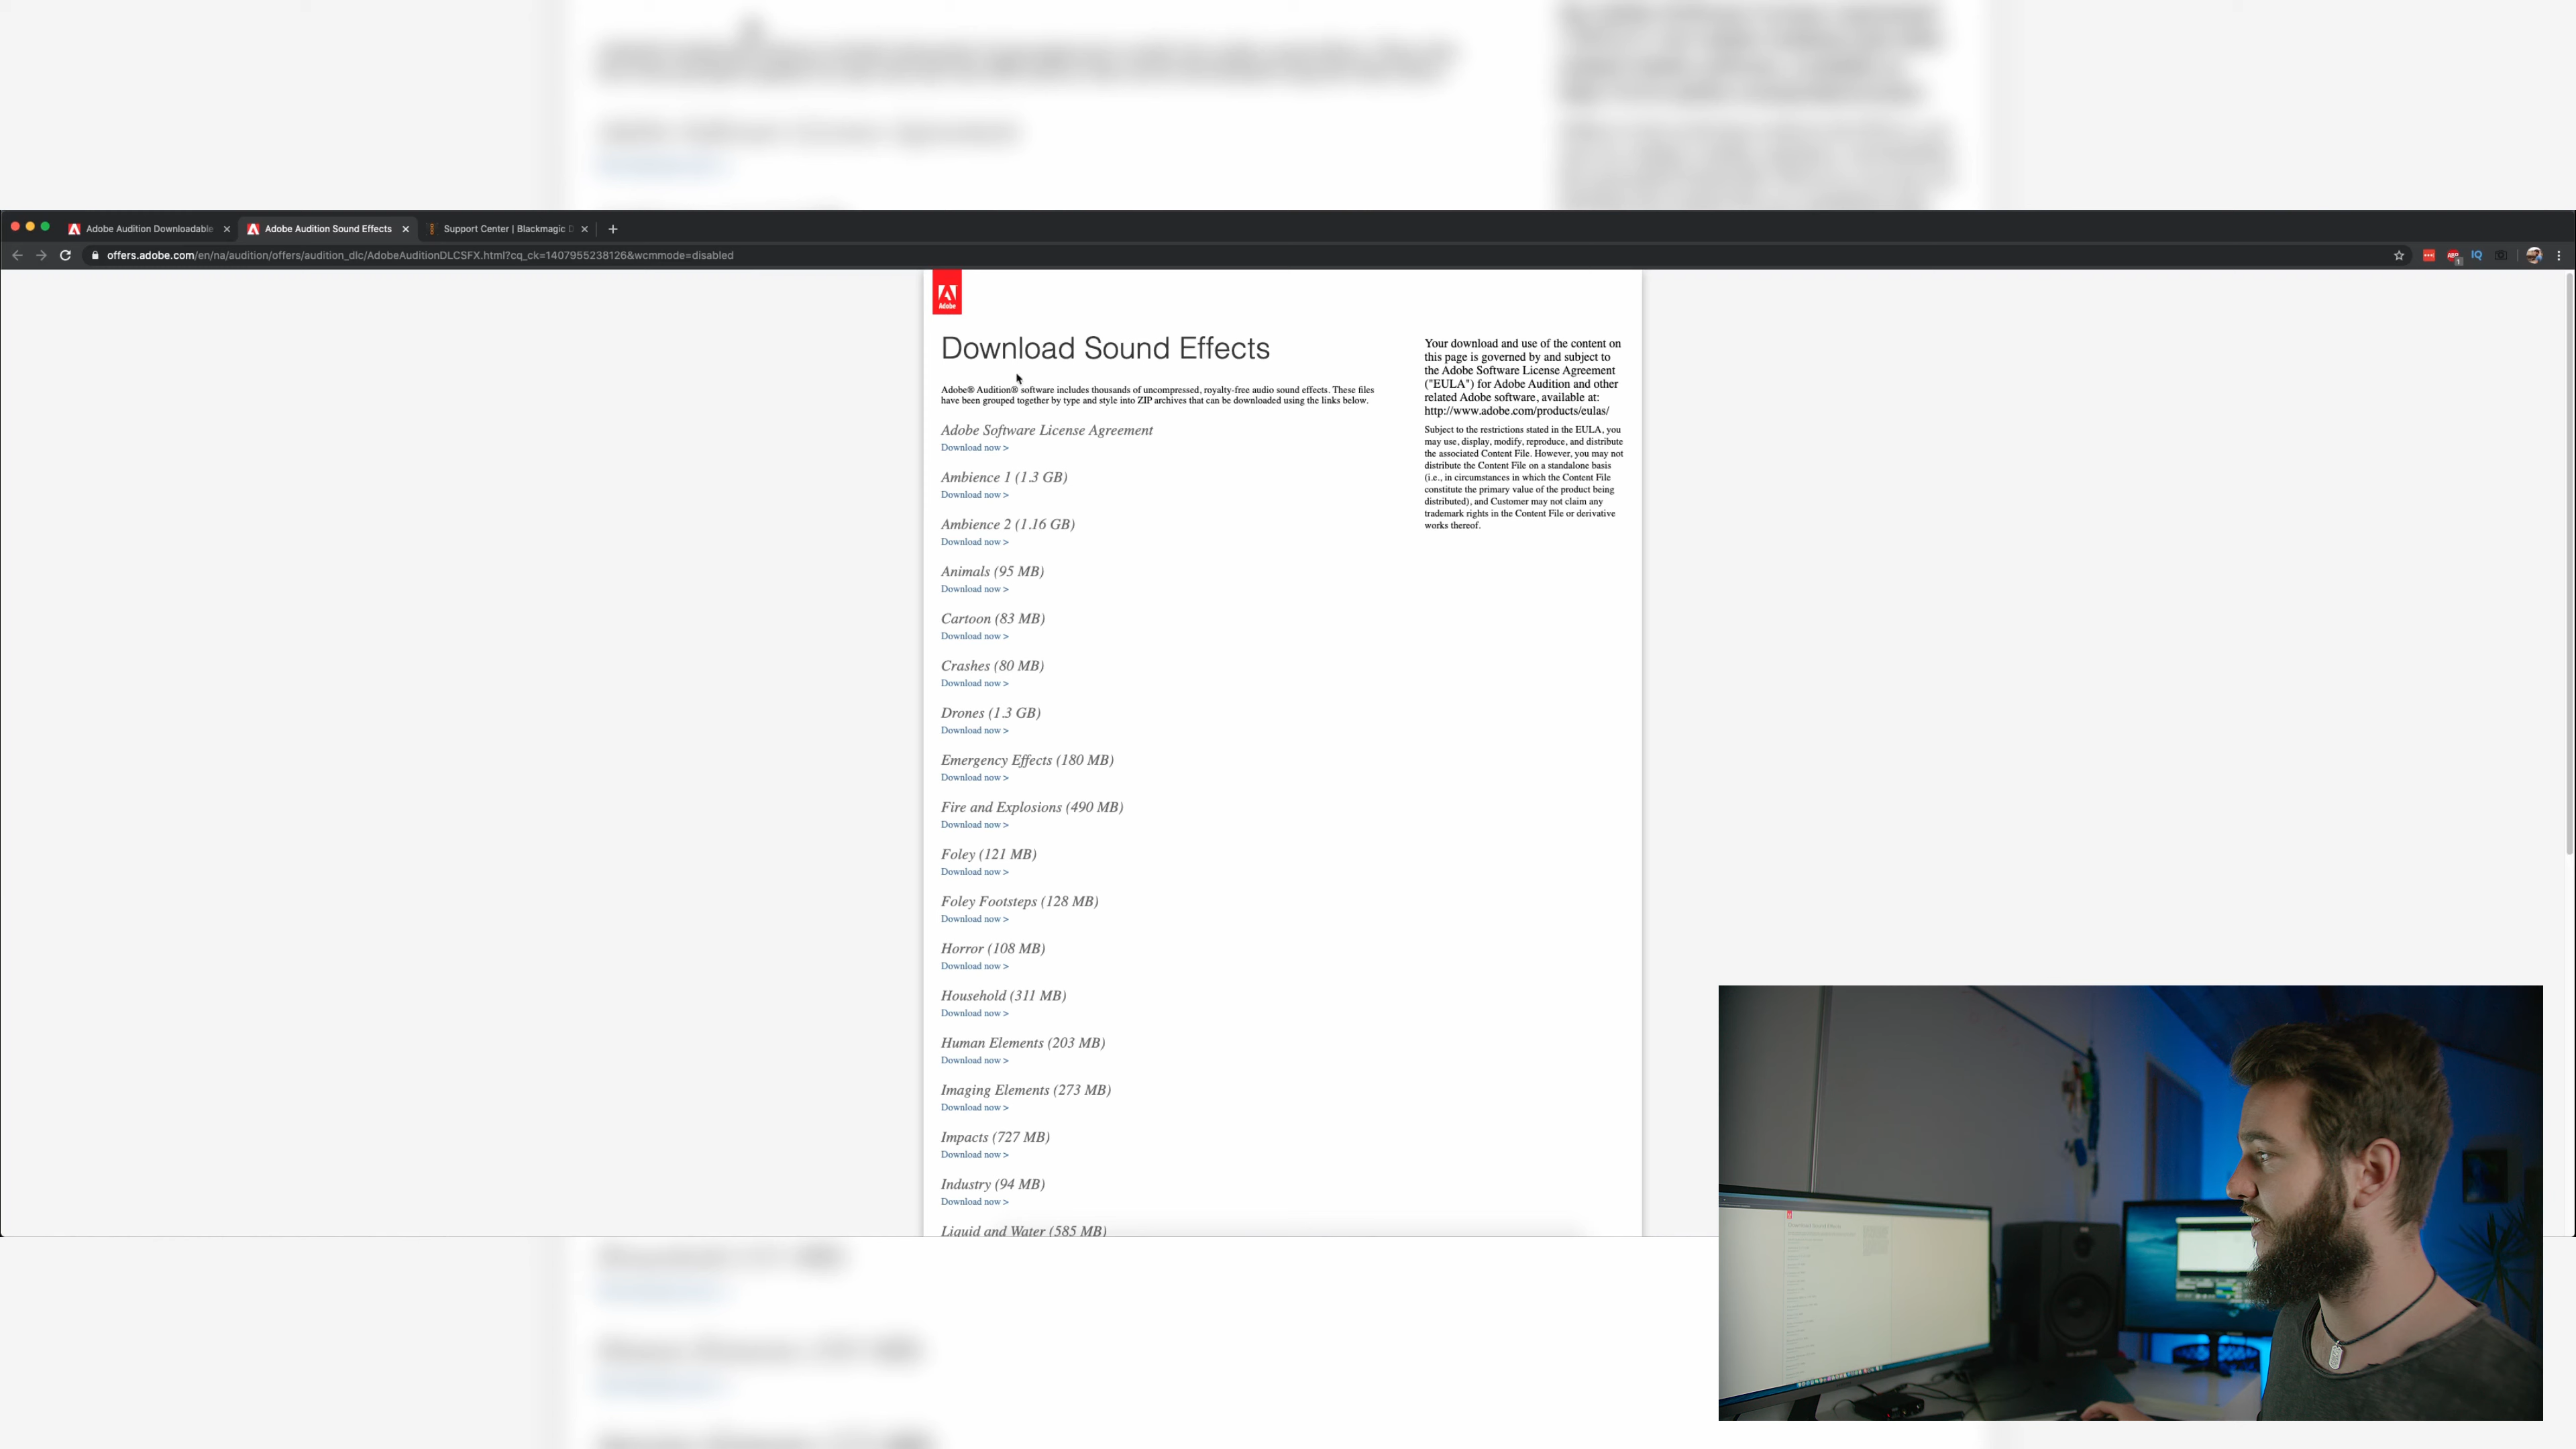 Adobe Audition Downloadable
Adobe Audition Sound Effects
Support Center | Blackmagic D
offers.adobe.com/en/na/audition/offers/audition_dlc/AdobeAuditionDLCSFX.html?cq_ck=1407955238126&wcmmode=disabled
ABP
1
IQ
Adobe
Download Sound Effects
Adobe® Audition® software includes thousands of uncompressed, royalty-free audio sound effects. These files
have been grouped together by type and style into ZIP archives that can be downloaded using the links below.
Adobe Software License Agreement
Download now >
Ambience 1 (1.3 GB)
Download now >
Ambience 2 (1.16 GB)
Download now >
Animals (95 MB)
Download now >
Cartoon (83 MB)
Download now >
Crashes (80 MB)
Download now >
Drones (1.3 GB)
Download now >
Emergency Effects (180 MB)
Download now >
Fire and Explosions (490 MB)
Download now >
Foley (121 MB)
Download now >
Foley Footsteps (128 MB)
Download now >
Horror (108 MB)
Download now >
Household (311 MB)
Download now >
Human Elements (203 MB)
Download now >
Imaging Elements (273 MB)
Download now >
Impacts (727 MB)
Download now >
Industry (94 MB)
Download now >
Liquid and Water (585 MB)
Your download and use of the content on
this page is governed by and subject to
the Adobe Software License Agreement
("EULA") for Adobe Audition and other
related Adobe software, available at:
http://www.adobe.com/products/eulas/
Subject to the restrictions stated in the EULA, you
may use, display, modify, reproduce, and distribute
the associated Content File. However, you may not
distribute the Content File on a standalone basis
(i.e., in circumstances in which the Content File
constitute the primary value of the product being
distributed), and Customer may not claim any
trademark rights in the Content File or derivative
works thereof.